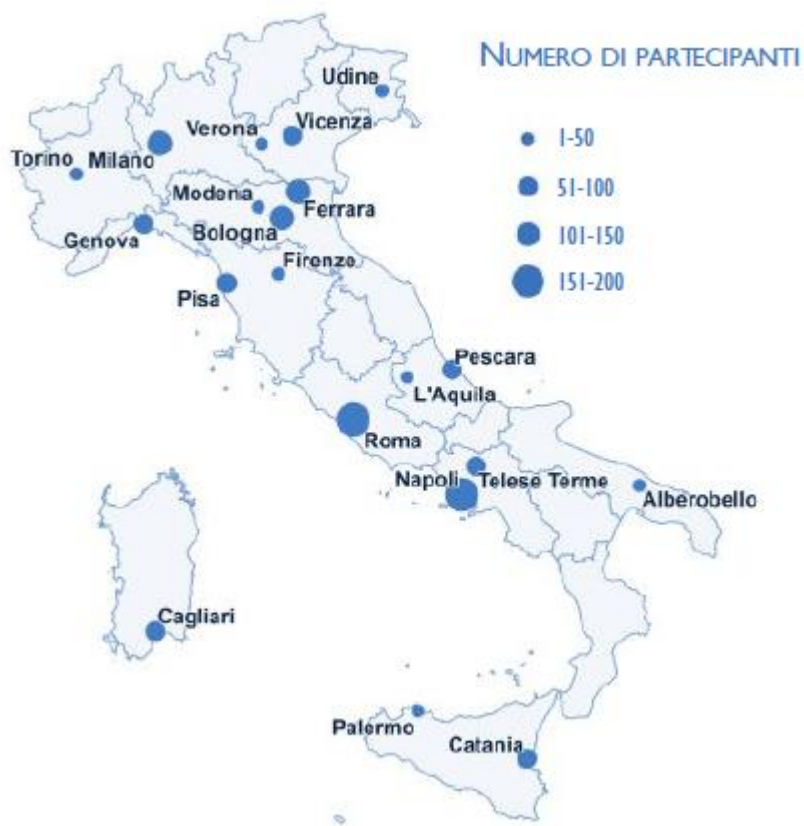 NUMERO DI PARTECIPANTI
1-50
51-100
101-150
151-200
Udine
Verona
Vicenza
Torino
Milano
Modena
Ferrara
Genova
Bologna
Firenze
Pisa
Pescara
L'Aquila
Roma
Napoli
Telese Terme
Alberobello
Cagliari
Palermo
Catania